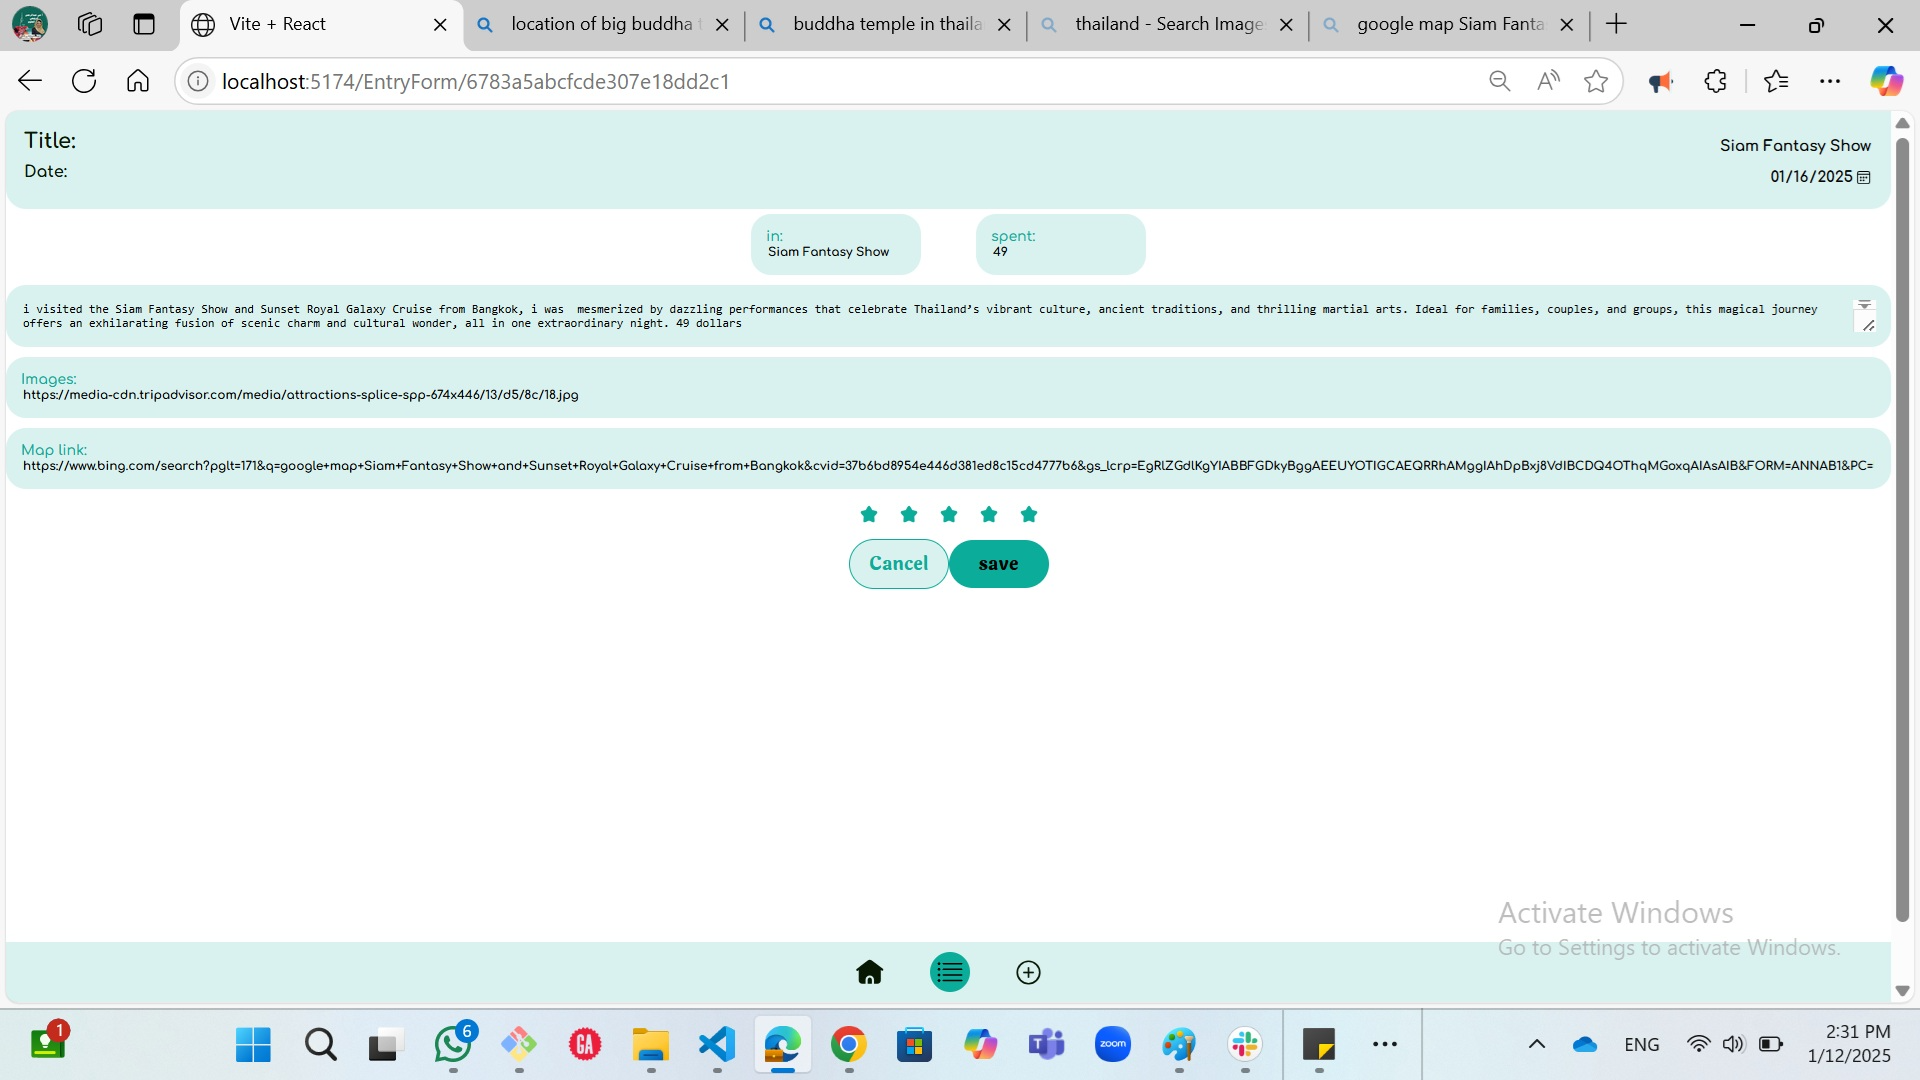 Vite + React
location of big buddha t
buddha temple in thaila
thailand - Search Image
google map Siam Fanta
localhost:5174/EntryForm/6783a5abcfcde307e18dd2c1
Title:
Siam Fantasy Show
Date:
01/16/2025
in:
Siam Fantasy Show
spent:
49
i visited the Siam Fantasy Show and Sunset Royal Galaxy Cruise from Bangkok, i was  mesmerized by dazzling performances that celebrate Thailand’s vibrant culture, ancient traditions, and thrilling martial arts. Ideal for families, couples, and groups, this magical journey
offers an exhilarating fusion of scenic charm and cultural wonder, all in one extraordinary night. 49 dollars
Images:
https://media-cdn.tripadvisor.com/media/attractions-splice-spp-674x446/13/d5/8c/18.jpg
Map link:
https://www.bing.com/search?pglt=171&q=google+map+Siam+Fantasy+Show+and+Sunset+Royal+Galaxy+Cruise+from+Bangkok&cvid=37b6bd8954e446d381ed8c15cd4777b6&gs_lcrp=EgRlZGdlKgYIABBFGDkyBggAEEUYOTIGCAEQRRhAMggIAhDpBxj8VdIBCDQ4OThqMGoxqAIAsAIB&FORM=ANNAB1&PC=
Cancel
save
Activate Windows
Go to Settings to activate Windows.
1
6
GA
zoom
ENG
2:31 PM
1/12/2025